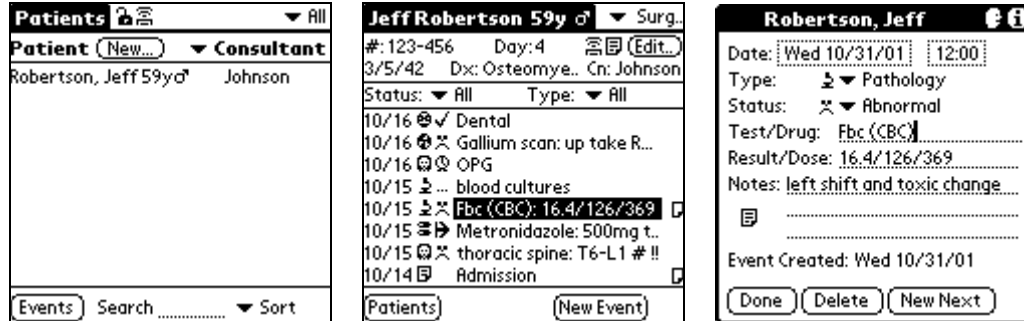 Patients ▼ All
Patient New... ▼ Consultant
Robertson, Jeff 59y♂ Johnson
Events Search ▼ Sort
Jeff Robertson 59y ♂ ▼ Surg..
#: 123-456 Day: 4 Edit..
3/5/42 Dx: Osteomye.. Cn: Johnson
Status: ▼ All Type: ▼ All
10/16 Dental
10/16 Gallium scan: up take R...
10/16 OPG
10/15 ... blood cultures
10/15 Fbc (CBC): 16.4/126/369
10/15 Metronidazole: 500mg t..
10/15 thoracic spine: T6-L1 # !!
10/14 Admission
Patients New Event
Robertson, Jeff
Date: Wed 10/31/01 12:00
Type: ▼ Pathology
Status: ▼ Abnormal
Test/Drug: Fbc (CBC)
Result/Dose: 16.4/126/369
Notes: left shift and toxic change
Event Created: Wed 10/31/01
Done Delete New Next